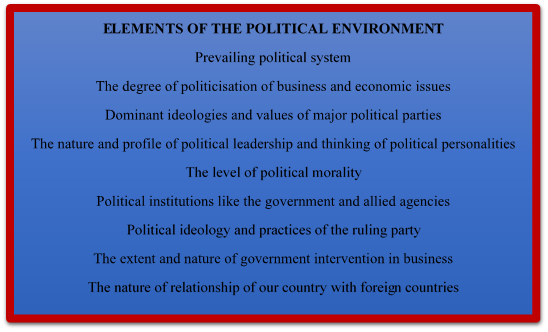 ELEMENTS OF THE POLITICAL ENVIRONMENT
Prevailing political system
The degree of politicisation of business and economic issues
Dominant ideologies and values of major political parties
The nature and profile of political leadership and thinking of political personalities
The level of political morality
Political institutions like the government and allied agencies
Political ideology and practices of the ruling party
The extent and nature of government intervention in business
The nature of relationship of our country with foreign countries